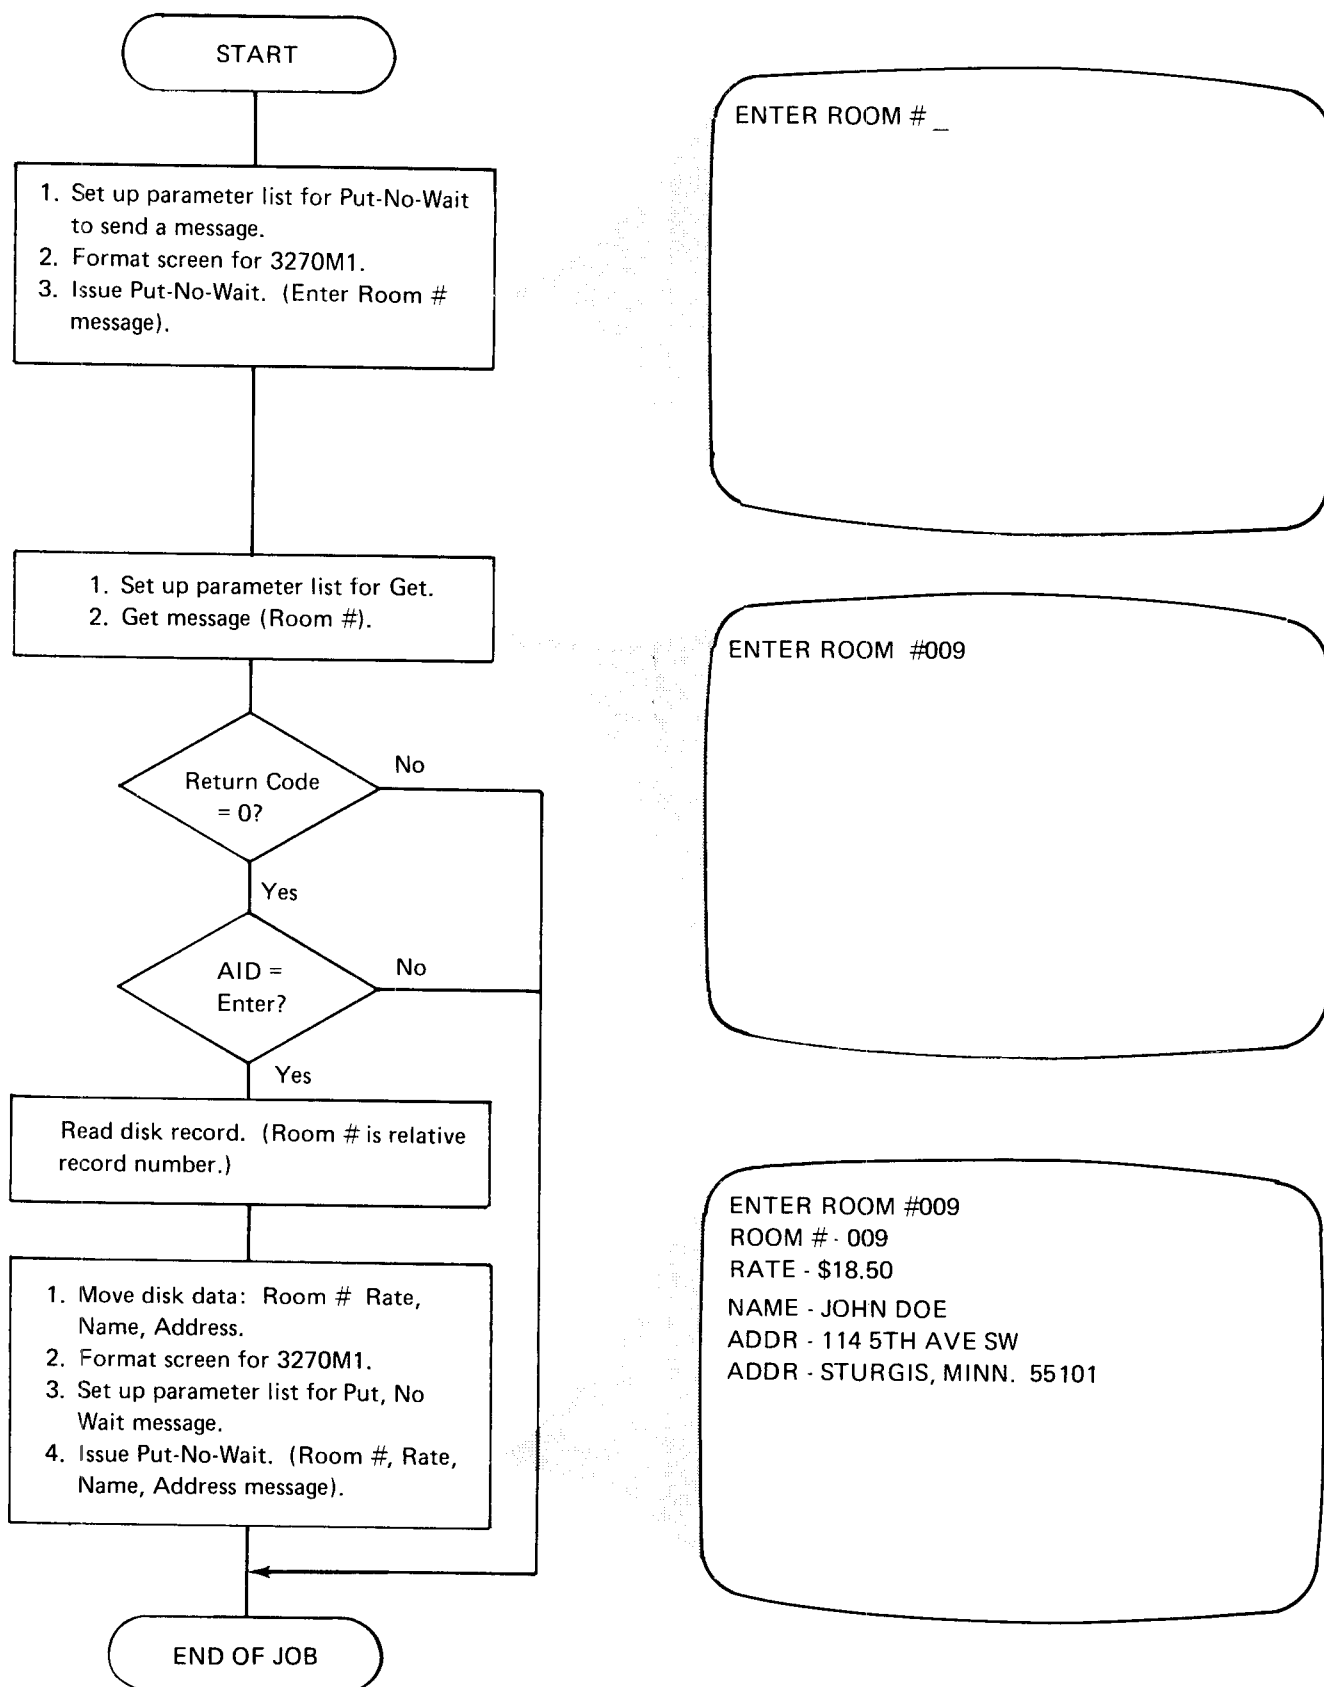 START
1. Set up parameter list for Put-No-Wait
to send a message.
2. Format screen for 3270M1.
3. Issue Put-No-Wait. (Enter Room #
message).
ENTER ROOM # _
1. Set up parameter list for Get.
2. Get message (Room #).
ENTER ROOM #009
Return Code
= 0?
No
Yes
AID =
Enter?
No
Yes
Read disk record. (Room # is relative
record number.)
1. Move disk data: Room # Rate,
Name, Address.
2. Format screen for 3270M1.
3. Set up parameter list for Put, No
Wait message.
4. Issue Put-No-Wait. (Room #, Rate,
Name, Address message).
ENTER ROOM #009
ROOM # - 009
RATE - $18.50
NAME - JOHN DOE
ADDR - 114 5TH AVE SW
ADDR - STURGIS, MINN. 55101
END OF JOB